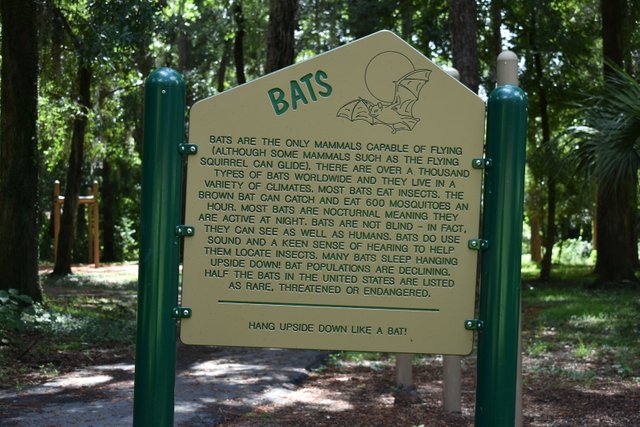 BATS
BATS ARE THE ONLY MAMMALS CAPABLE OF FLYING
(ALTHOUGH SOME MAMMALS SUCH AS THE FLYING
SQUIRREL CAN GLIDE). THERE ARE OVER A THOUSAND
TYPES OF BATS WORLDWIDE AND THEY LIVE IN A
VARIETY OF CLIMATES. MOST BATS EAT INSECTS. THE
BROWN BAT CAN CATCH AND EAT 600 MOSQUITOES AN
HOUR. MOST BATS ARE NOCTURNAL MEANING THEY
ARE ACTIVE AT NIGHT. BATS ARE NOT BLIND - IN FACT,
THEY CAN SEE AS WELL AS HUMANS. BATS DO USE
SOUND AND A KEEN SENSE OF HEARING TO HELP
THEM LOCATE INSECTS. MANY BATS SLEEP HANGING
UPSIDE DOWN! BAT POPULATIONS ARE DECLINING.
HALF THE BATS IN THE UNITED STATES ARE LISTED
AS RARE, THREATENED OR ENDANGERED.
HANG UPSIDE DOWN LIKE A BAT!